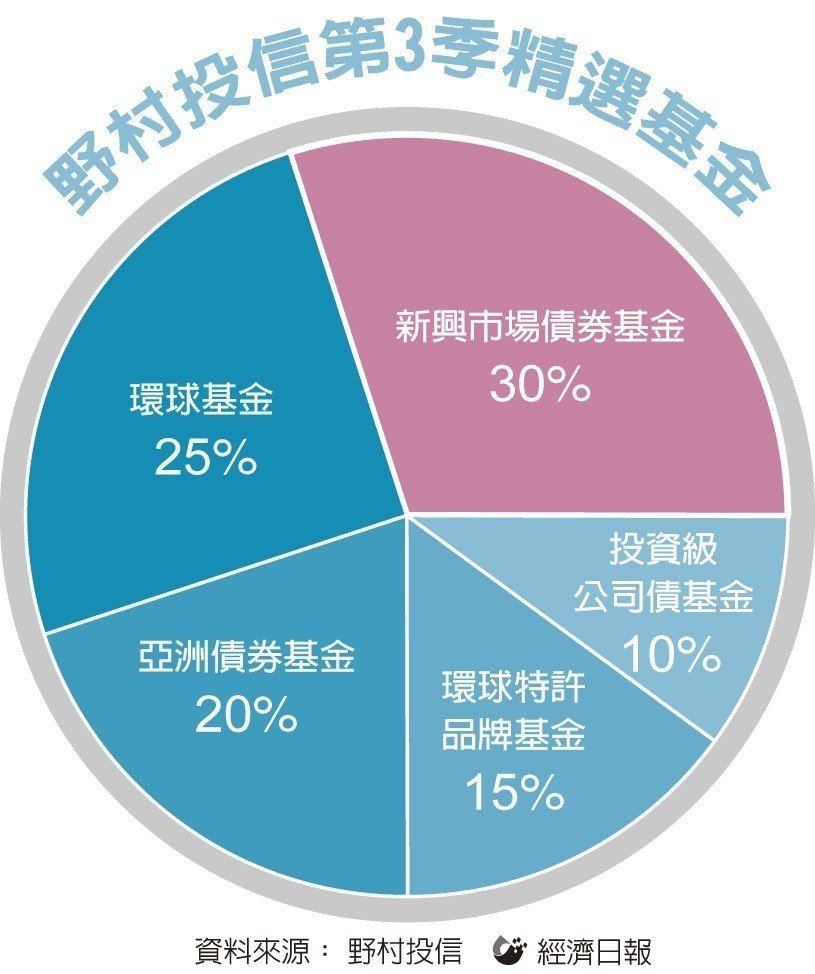 野村投信第3季精選基金
新興市場債券基金
30%
環球基金
25%
投資級
公司債基金
10%
亞洲債券基金
20%
環球特許
品牌基金
15%
資料來源：野村投信 經濟日報